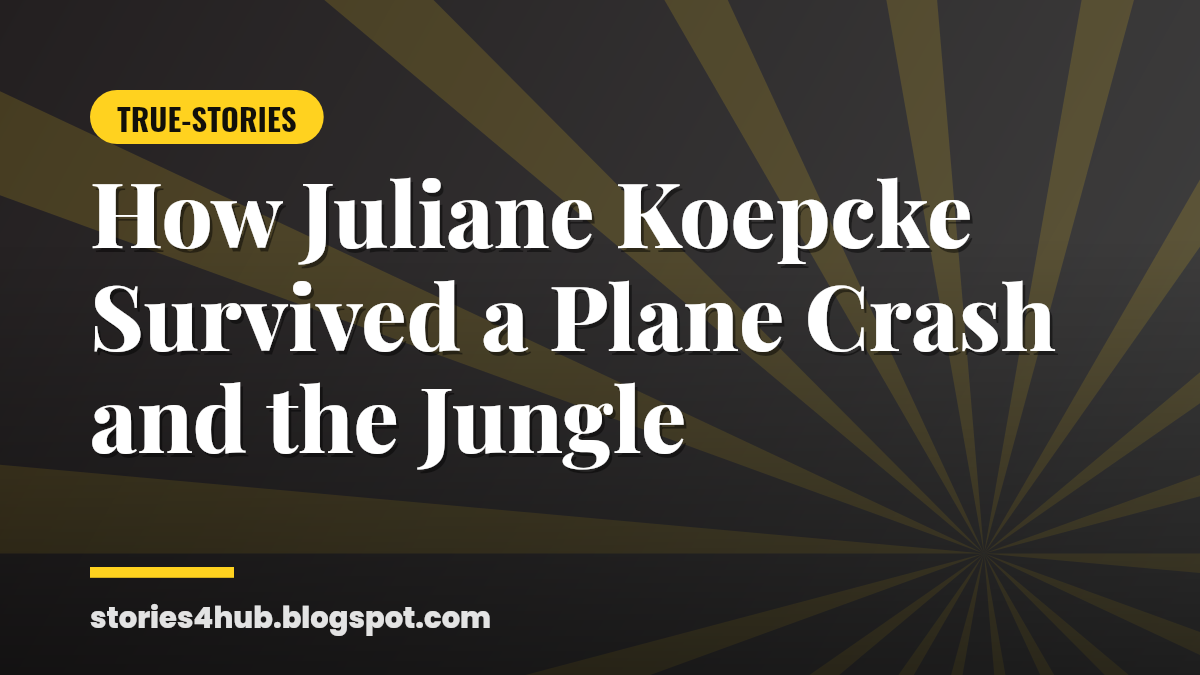 TRUE-STORIES
How Juliane Koepcke
Survived a Plane Crash
and the Jungle
stories4hub.blogspot.com